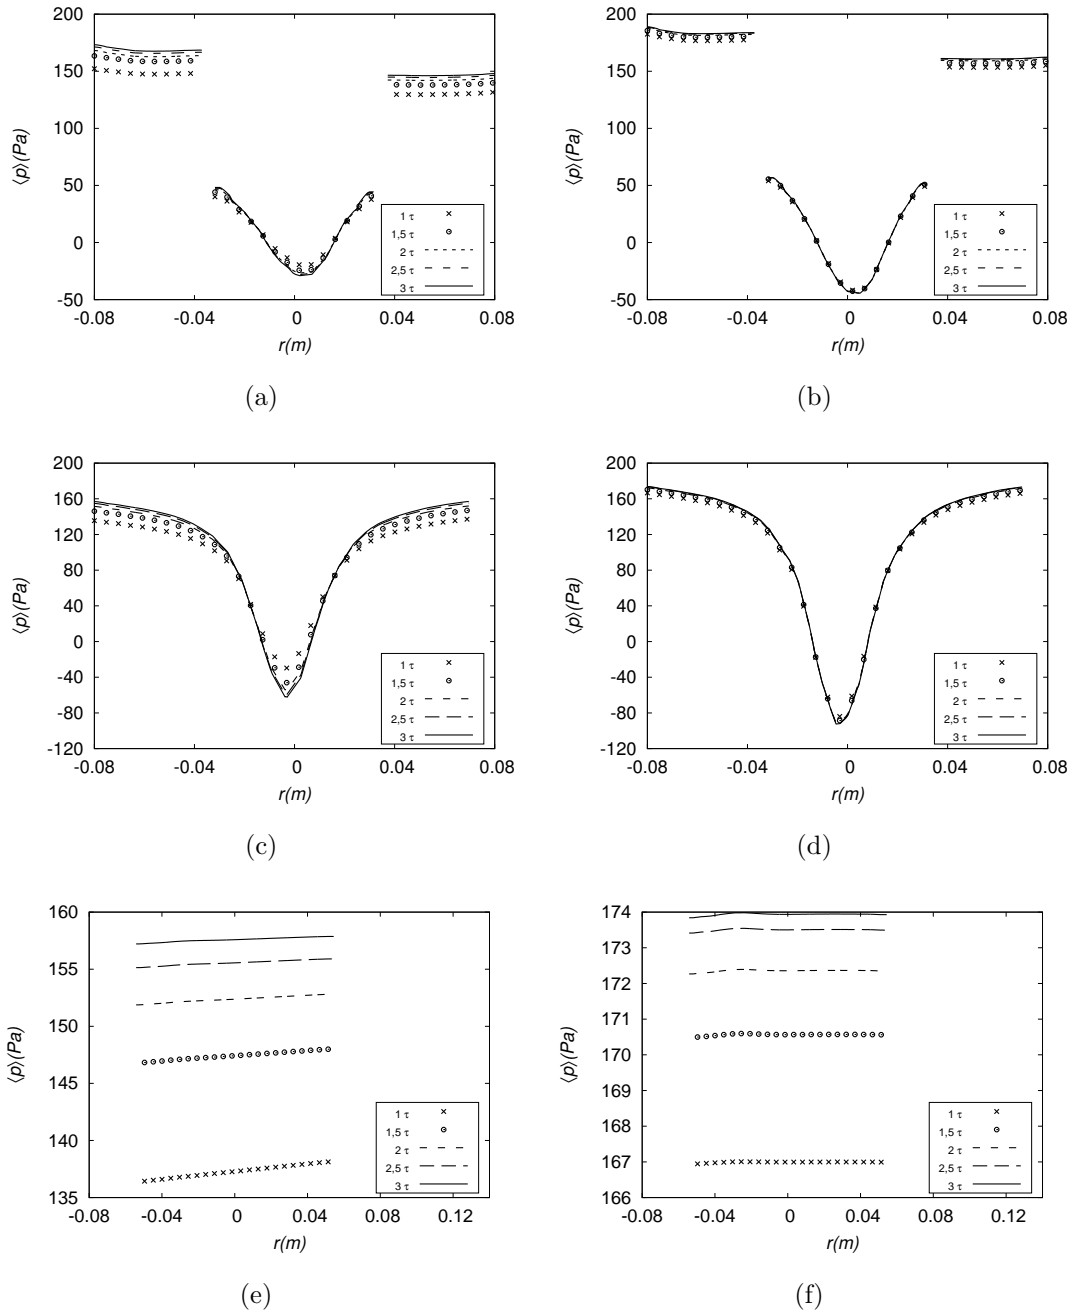 200
150
100
50
0
-50
⟨p⟩(Pa)
1 τ
1,5 τ
2 τ
2,5 τ
3 τ
-0.08 -0.04 0 0.04 0.08
r(m)
(a)
200
150
100
50
0
-50
⟨p⟩(Pa)
1 τ
1,5 τ
2 τ
2,5 τ
3 τ
-0.08 -0.04 0 0.04 0.08
r(m)
(b)
200
160
120
80
40
0
-40
-80
-120
⟨p⟩(Pa)
1 τ
1,5 τ
2 τ
2,5 τ
3 τ
-0.08 -0.04 0 0.04 0.08
r(m)
(c)
200
160
120
80
40
0
-40
-80
-120
⟨p⟩(Pa)
1 τ
1,5 τ
2 τ
2,5 τ
3 τ
-0.08 -0.04 0 0.04 0.08
r(m)
(d)
160
155
150
145
140
135
⟨p⟩(Pa)
1 τ
1,5 τ
2 τ
2,5 τ
3 τ
-0.08 -0.04 0 0.04 0.08 0.12
r(m)
(e)
174
173
172
171
170
169
168
167
166
⟨p⟩(Pa)
1 τ
1,5 τ
2 τ
2,5 τ
3 τ
-0.08 -0.04 0 0.04 0.08 0.12
r(m)
(f)